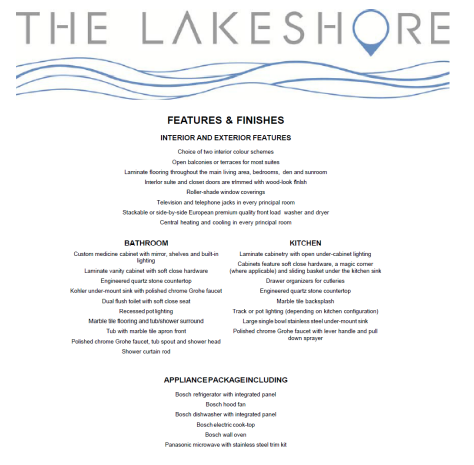 THE LAKESHORE
FEATURES & FINISHES
INTERIOR AND EXTERIOR FEATURES
Choice of two interior colour schemes
Open balconies or terraces for most suites
Laminate flooring throughout the main living area, bedrooms, den and sunroom
Interior suite and closet doors are trimmed with wood-look finish
Roller-shade window coverings
Television and telephone jacks in every principal room
Stackable or side-by-side European premium quality front load washer and dryer
Central heating and cooling in every principal room
BATHROOM
Custom medicine cabinet with mirror, shelves and built-in
lighting
Laminate vanity cabinet with soft close hardware
Engineered quartz stone countertop
Kohler under-mount sink with polished chrome Grohe faucet
Dual flush toilet with soft close seat
Recessed pot lighting
Marble tile flooring and tub/shower surround
Tub with marble tile apron front
Polished chrome Grohe faucet, tub spout and shower head
Shower curtain rod
KITCHEN
Laminate cabinetry with open under-cabinet lighting
Cabinets feature soft close hardware, a magic corner
(where applicable) and sliding basket under the kitchen sink
Drawer organizers for cutleries
Engineered quartz stone countertop
Marble tile backsplash
Track or pot lighting (depending on kitchen configuration)
Large single bowl stainless steel under-mount sink
Polished chrome Grohe faucet with lever handle and pull
down sprayer
APPLIANCE PACKAGE INCLUDING
Bosch refrigerator with integrated panel
Bosch hood fan
Bosch dishwasher with integrated panel
Bosch electric cook-top
Bosch wall oven
Panasonic microwave with stainless steel trim kit